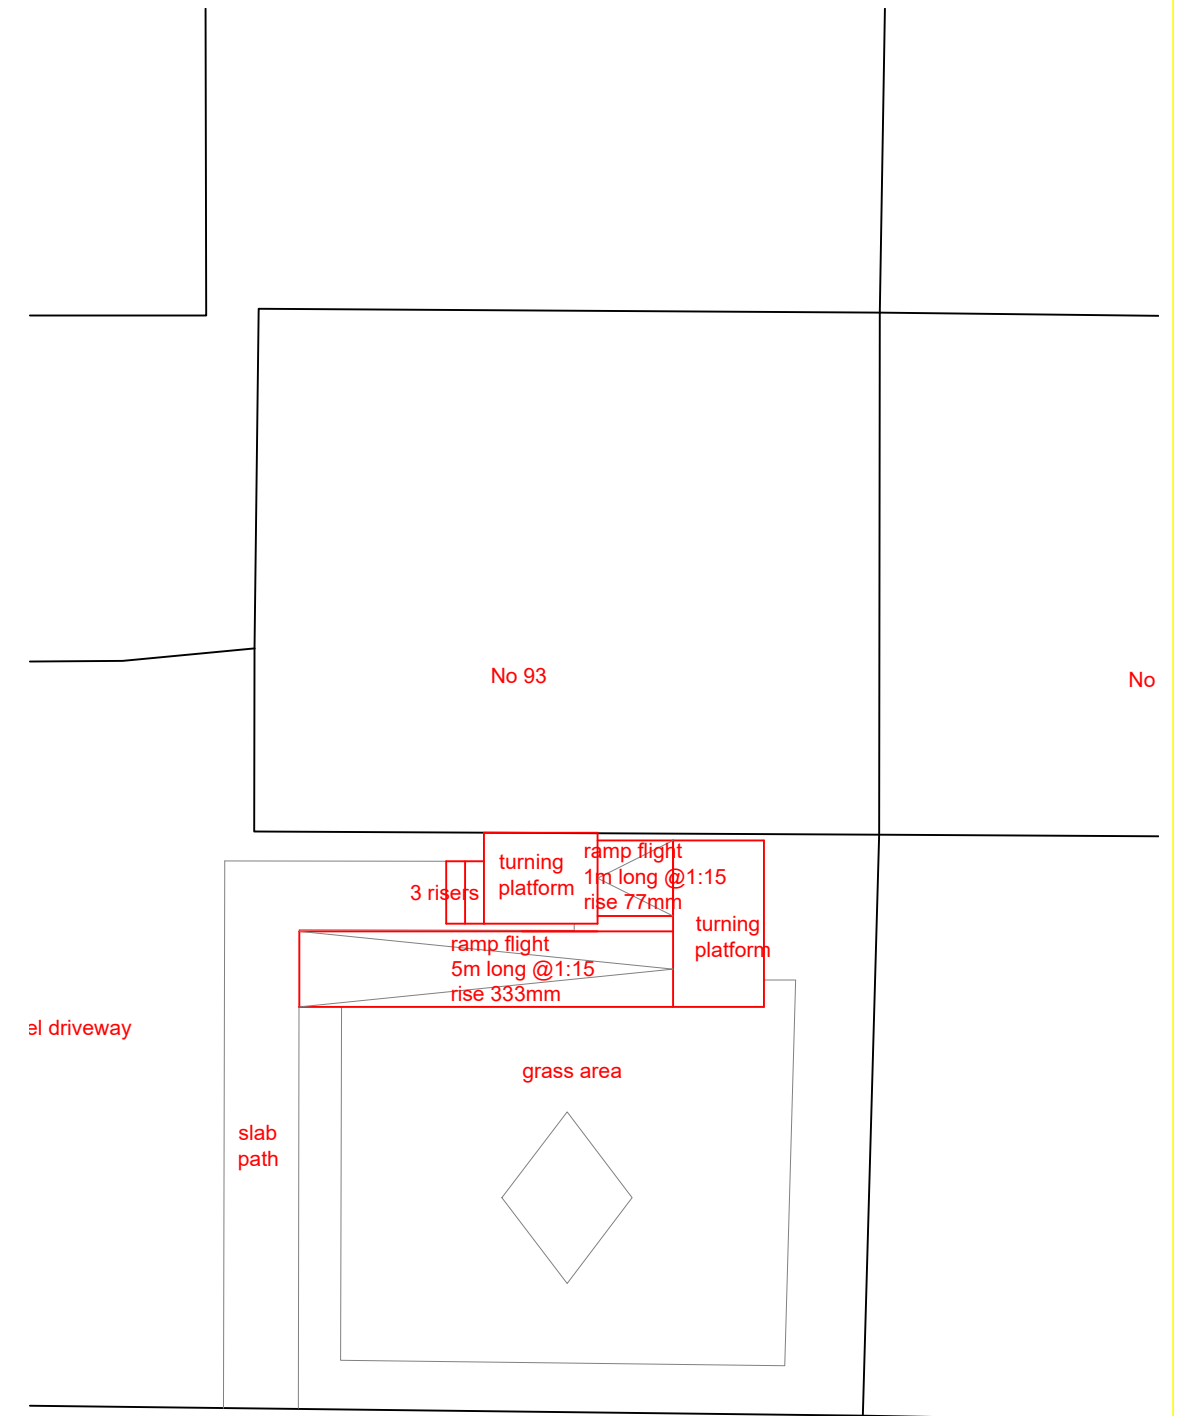 No 93
No
ramp flight
1m long @1:15
rise 77mm
turning
platform
3 risers
turning
platform
ramp flight
5m long @1:15
rise 333mm
el driveway
grass area
slab
path